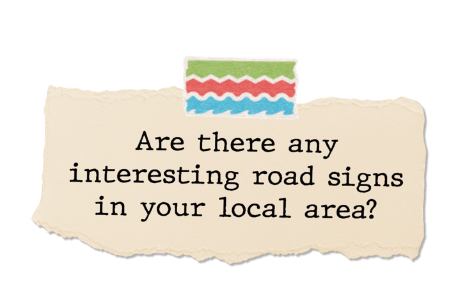 Are there any
interesting road signs
in your local area?